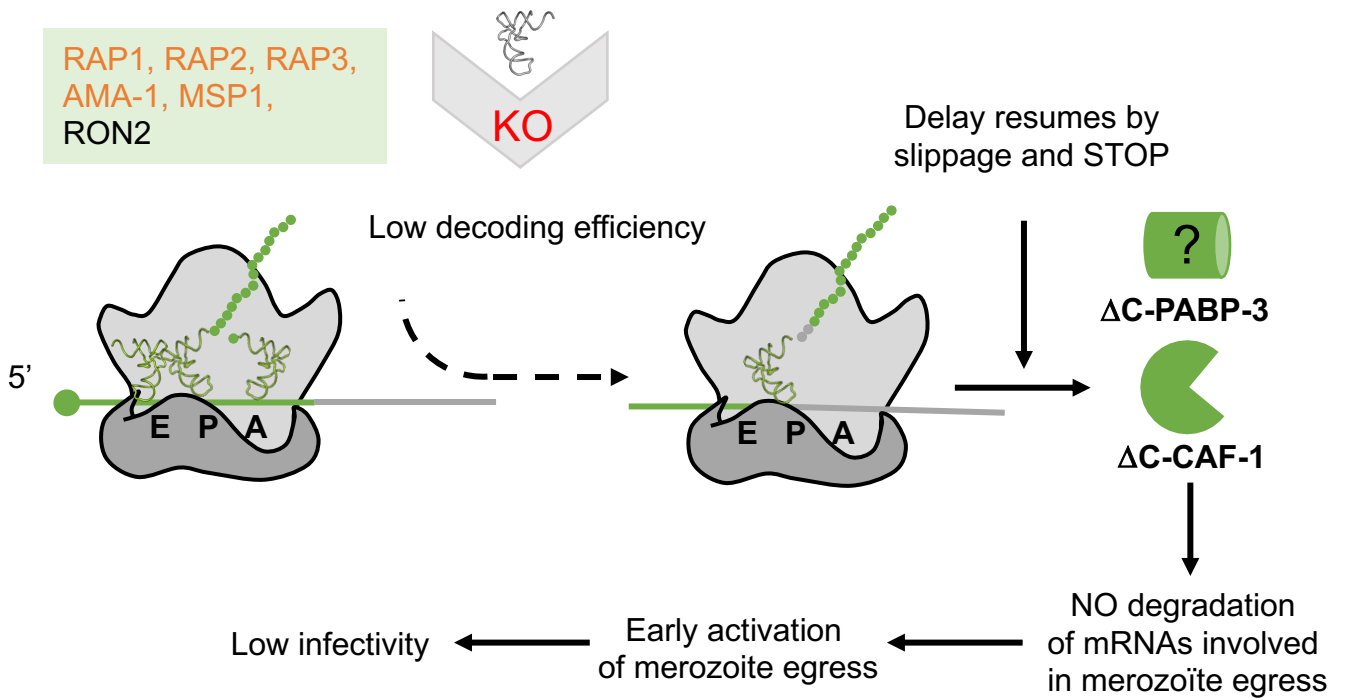 RAP1, RAP2, RAP3,
AMA-1, MSP1,
RON2
KO
Delay resumes by
slippage and STOP
Low decoding efficiency
?
ΔC-PABP-3
5’
E P A
E P A
ΔC-CAF-1
NO degradation
of mRNAs involved
in merozoïte egress
Early activation
of merozoite egress
Low infectivity